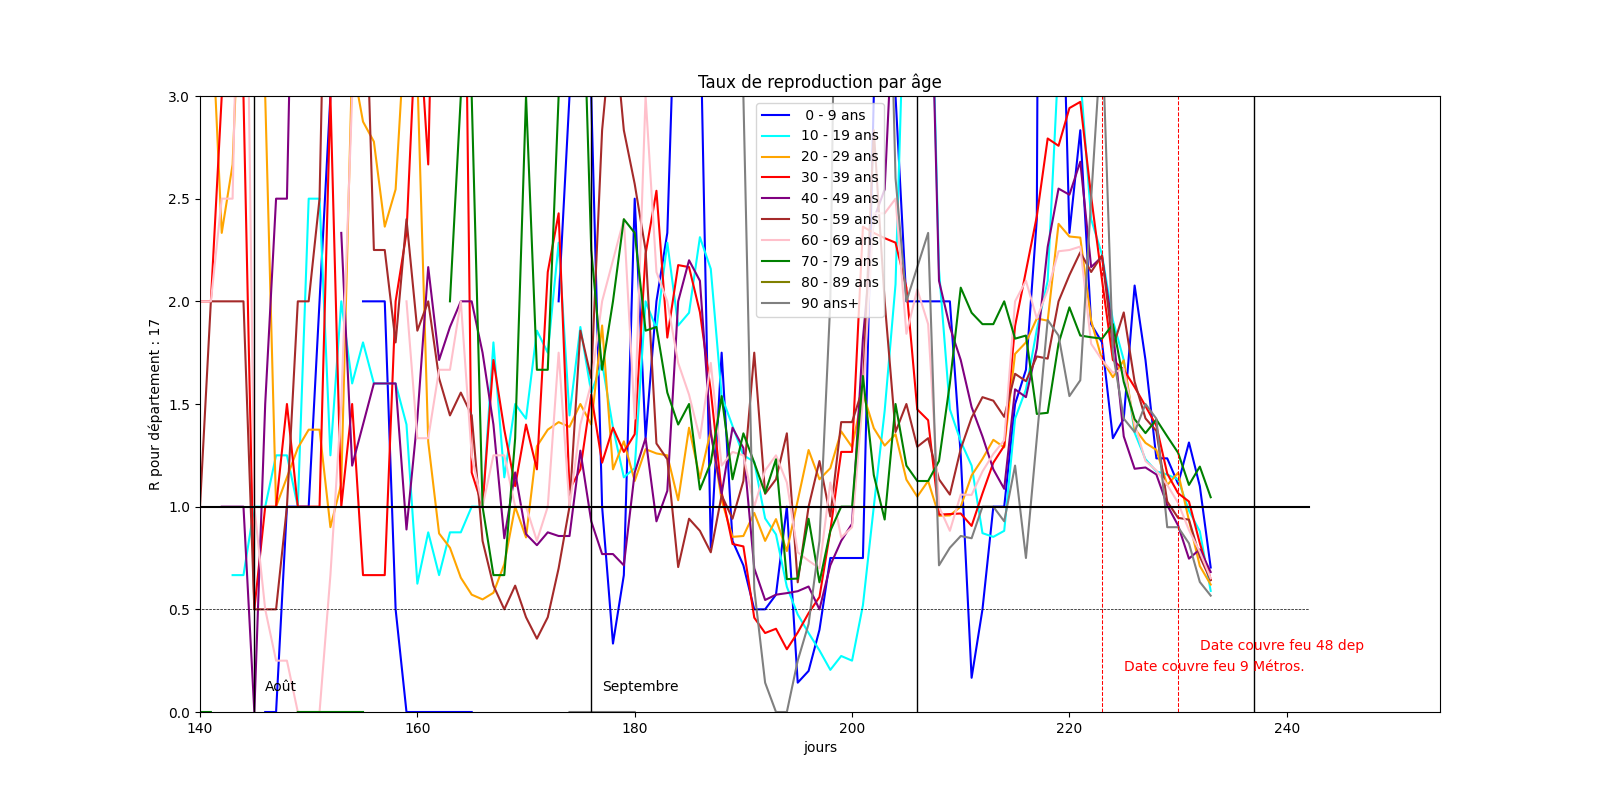 Taux de reproduction par âge
R pour département : 17
3.0
2.5
2.0
1.5
1.0
0.5
0.0
0 - 9 ans
10 - 19 ans
20 - 29 ans
30 - 39 ans
40 - 49 ans
50 - 59 ans
60 - 69 ans
70 - 79 ans
80 - 89 ans
90 ans+
Date couvre feu 48 dep
Date couvre feu 9 Métros.
Août
Septembre
140
160
180
200
220
240
jours